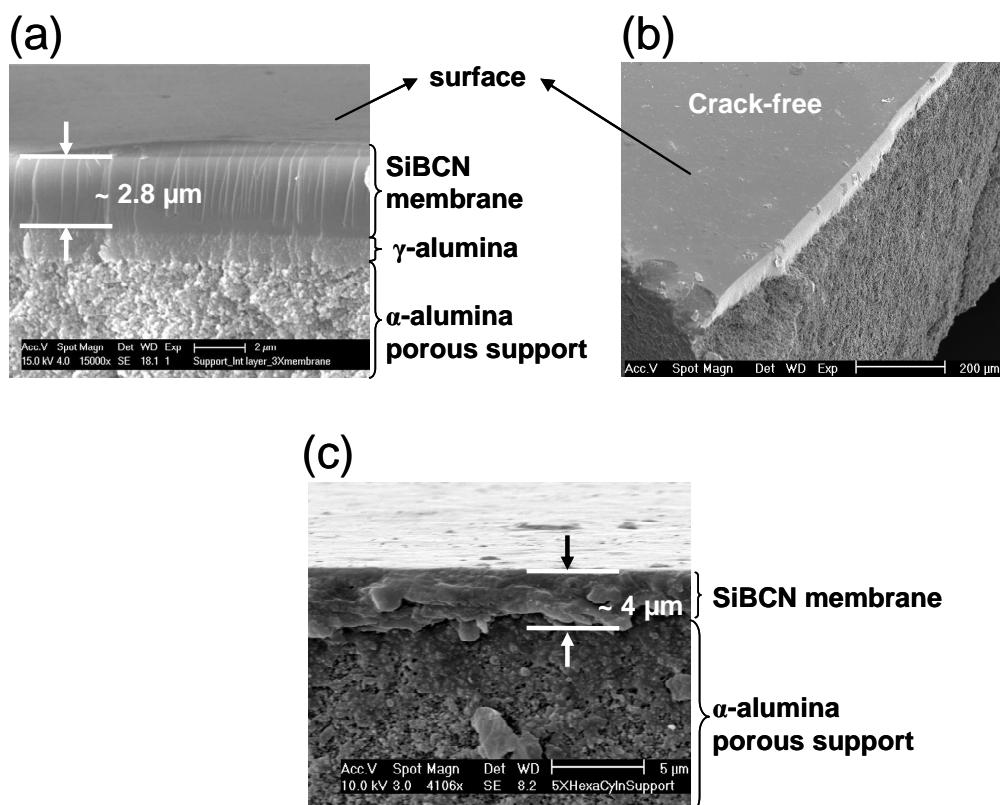 (a)
surface
(b)
Crack-free
SiBCN
membrane
~ 2.8 µm
γ-alumina
α-alumina
porous support
Acc.V Spot Magn Det WD Exp 2 µm
15.0 kV 4.0 15000x SE 18.1 1 Support_Int layer_3Xmembrane
Acc.V Spot Magn Det WD Exp 200 µm
(c)
~ 4 µm
SiBCN membrane
α-alumina
porous support
Acc.V Spot Magn Det WD 5 µm
10.0 kV 3.0 4106x SE 8.2 5XHexaCyInSupport